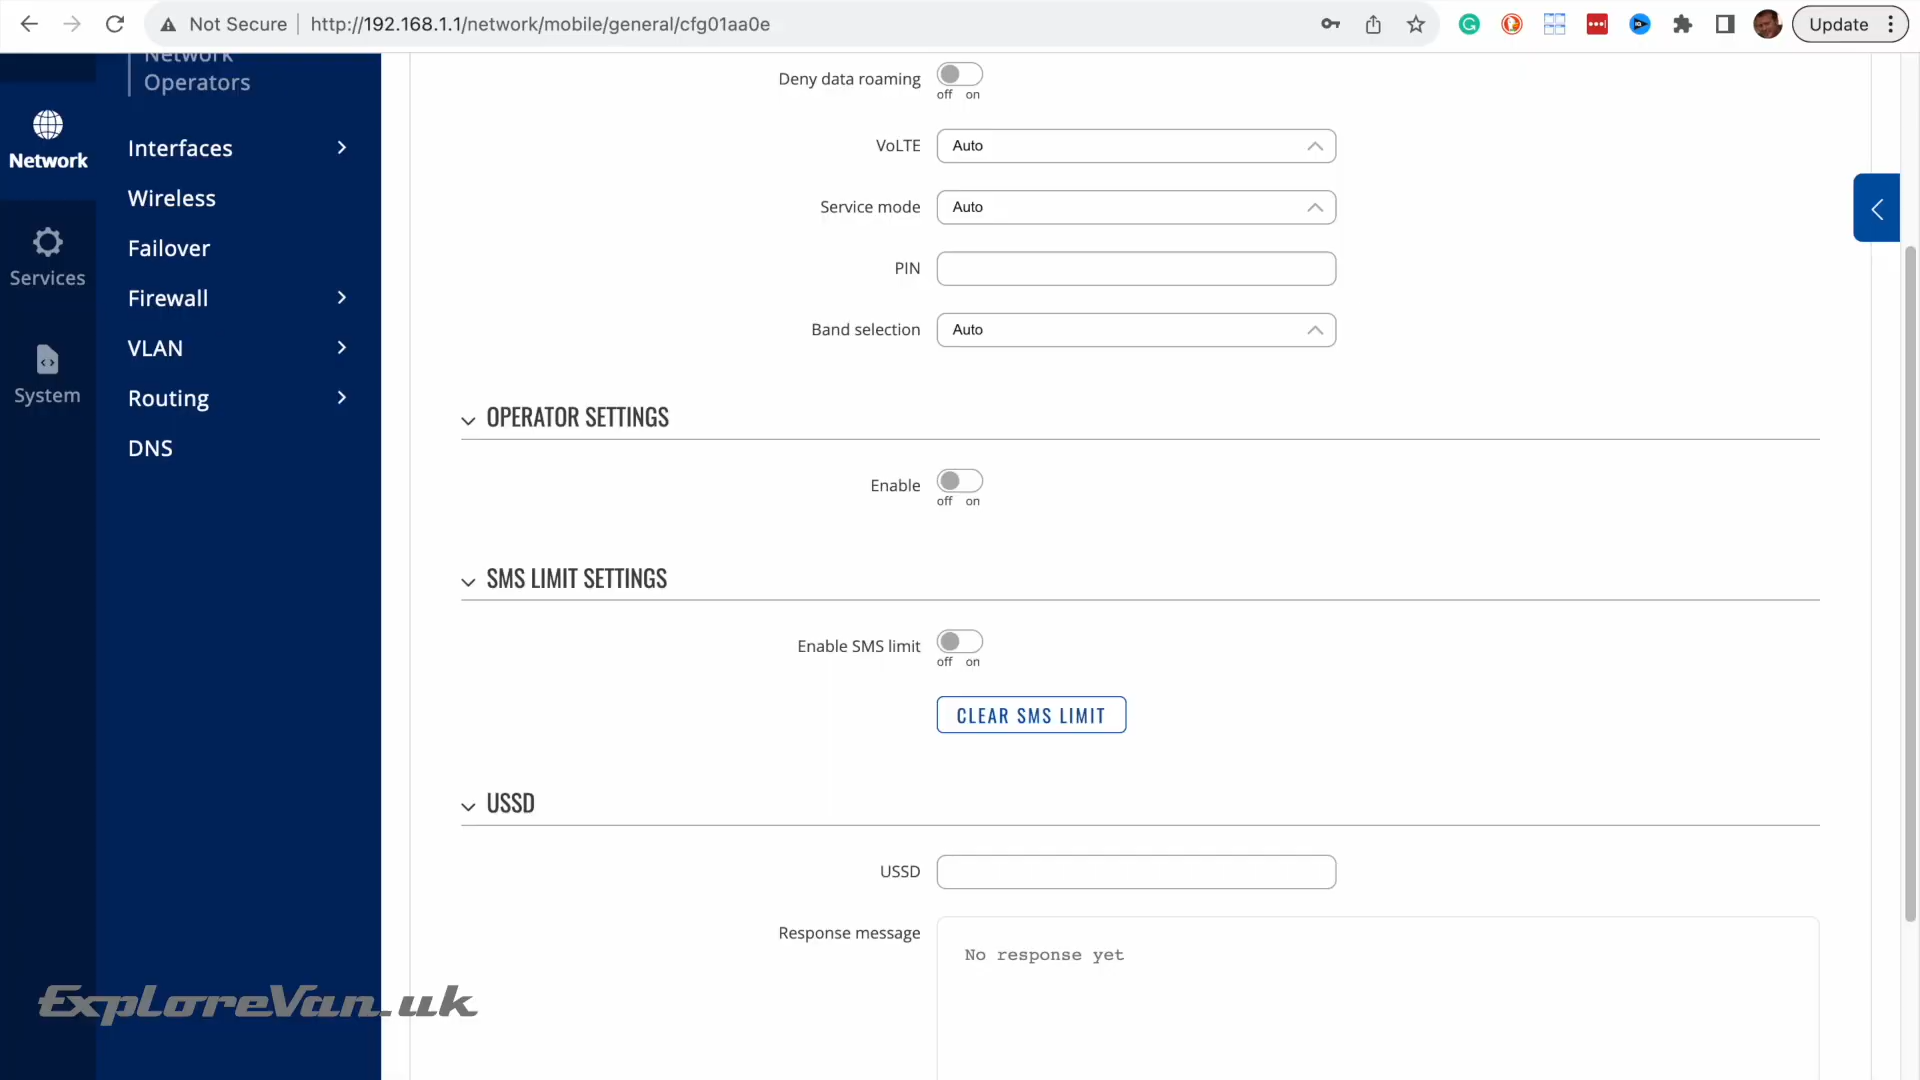 Not Secure
http://192.168.1.1/network/mobile/general/cfg01aa0e
Update
Network
Operators
Network
Interfaces
Wireless
Failover
Services
Firewall
VLAN
System
Routing
DNS
Deny data roaming
off on
VoLTE Auto
Service mode Auto
PIN
Band selection Auto
OPERATOR SETTINGS
Enable
off on
SMS LIMIT SETTINGS
Enable SMS limit
off on
CLEAR SMS LIMIT
USSD
USSD
Response message
No response yet
ExploreVan.uk